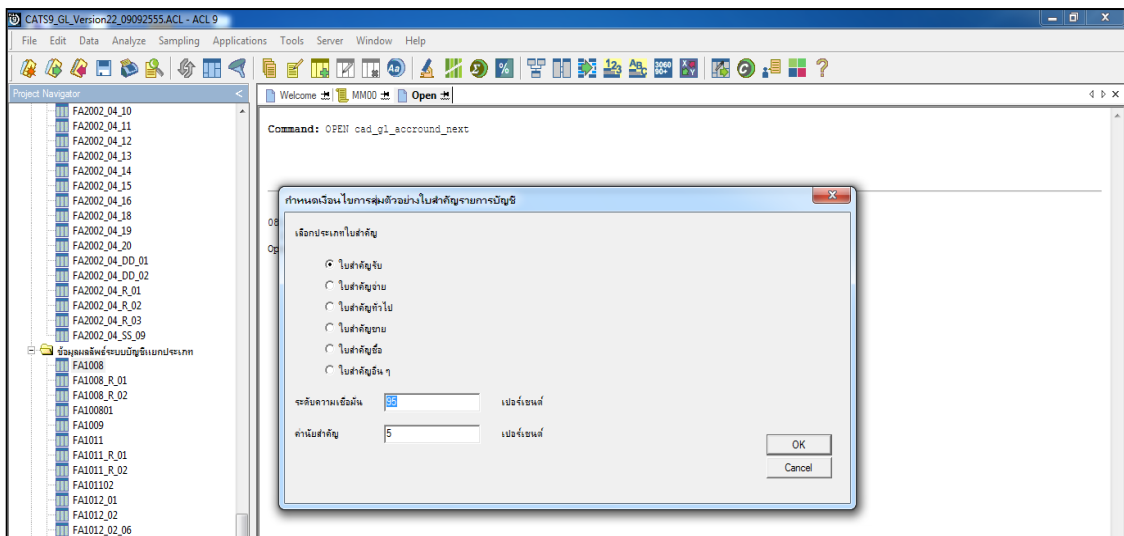 CATS9_GL_Version22_09092555.ACL - ACL 9
File Edit Data Analyze Sampling Applications Tools Server Window Help
Project Navigator
Welcome MM00 Open
FA2002_04_10
FA2002_04_11
FA2002_04_12
FA2002_04_13
FA2002_04_14
FA2002_04_15
FA2002_04_16
FA2002_04_18
FA2002_04_19
FA2002_04_20
FA2002_04_DD_01
FA2002_04_DD_02
FA2002_04_R_01
FA2002_04_R_02
FA2002_04_R_03
FA2002_04_SS_09
ข้อมูลผลลัพธ์ระบบบัญชีแยกประเภท
FA1008
FA1008_R_01
FA1008_R_02
FA100801
FA1009
FA1011
FA1011_R_01
FA1011_R_02
FA101102
FA1012_01
FA1012_02
FA1012_02_06
Command: OPEN cad_gl_accround_next
08
Op
กำหนดเงื่อนไขการสุ่มตัวอย่างใบสำคัญรายการบัญชี
เลือกประเภทใบสำคัญ
ใบสำคัญรับ
ใบสำคัญจ่าย
ใบสำคัญทั่วไป
ใบสำคัญขาย
ใบสำคัญซื้อ
ใบสำคัญอื่น ๆ
ระดับความเชื่อมั่น 95 เปอร์เซนต์
ค่านัยสำคัญ 5 เปอร์เซนต์
OK
Cancel